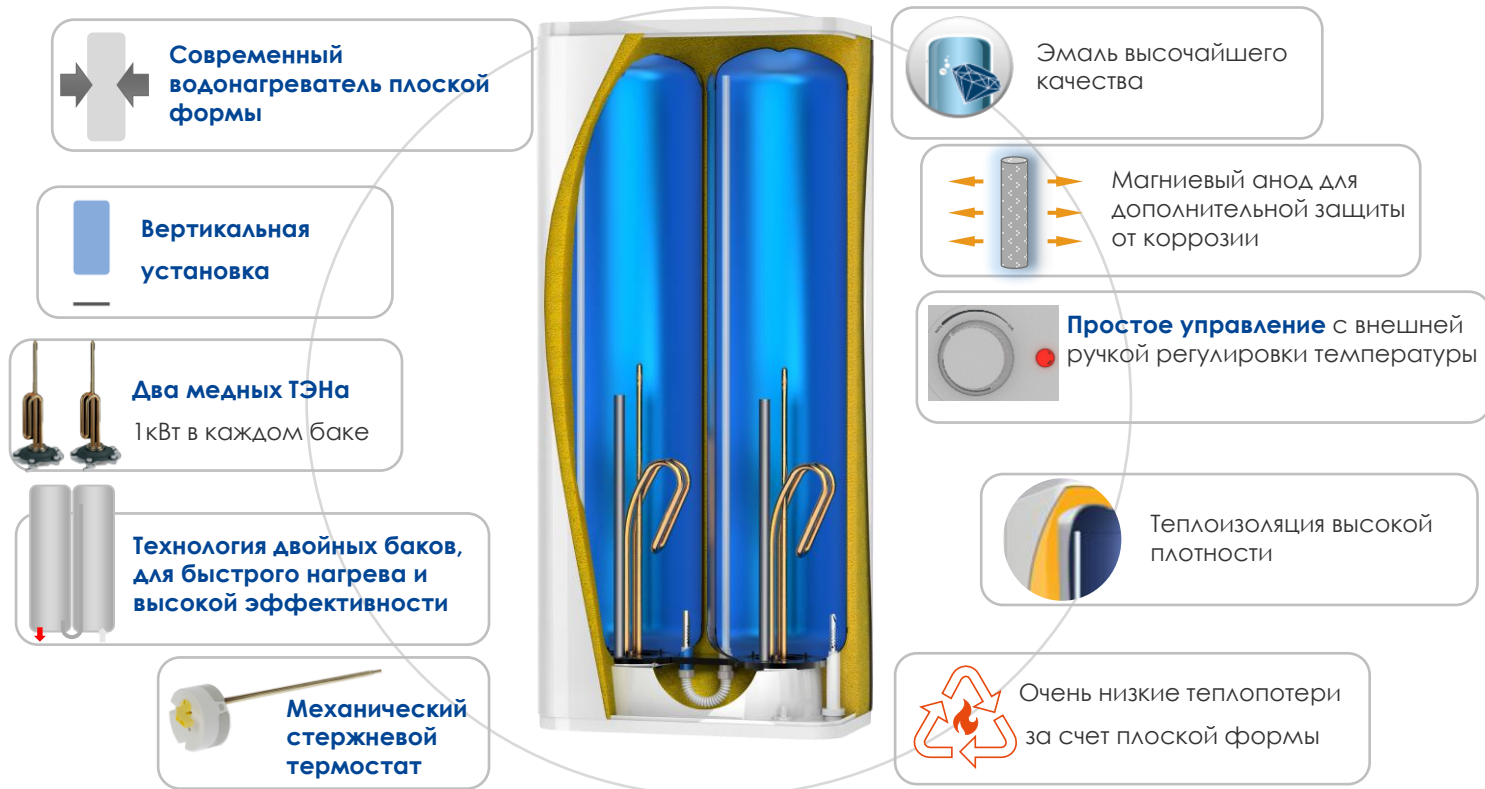 Современный
водонагреватель плоской
формы
Вертикальная
установка
Два медных ТЭНа
1кВт в каждом баке
Технология двойных баков,
для быстрого нагрева и
высокой эффективности
Механический
стержневой
термостат
Эмаль высочайшего
качества
Магниевый анод для
дополнительной защиты
от коррозии
Простое управление с внешней
ручкой регулировки температуры
Теплоизоляция высокой
плотности
Очень низкие теплопотери
за счет плоской формы